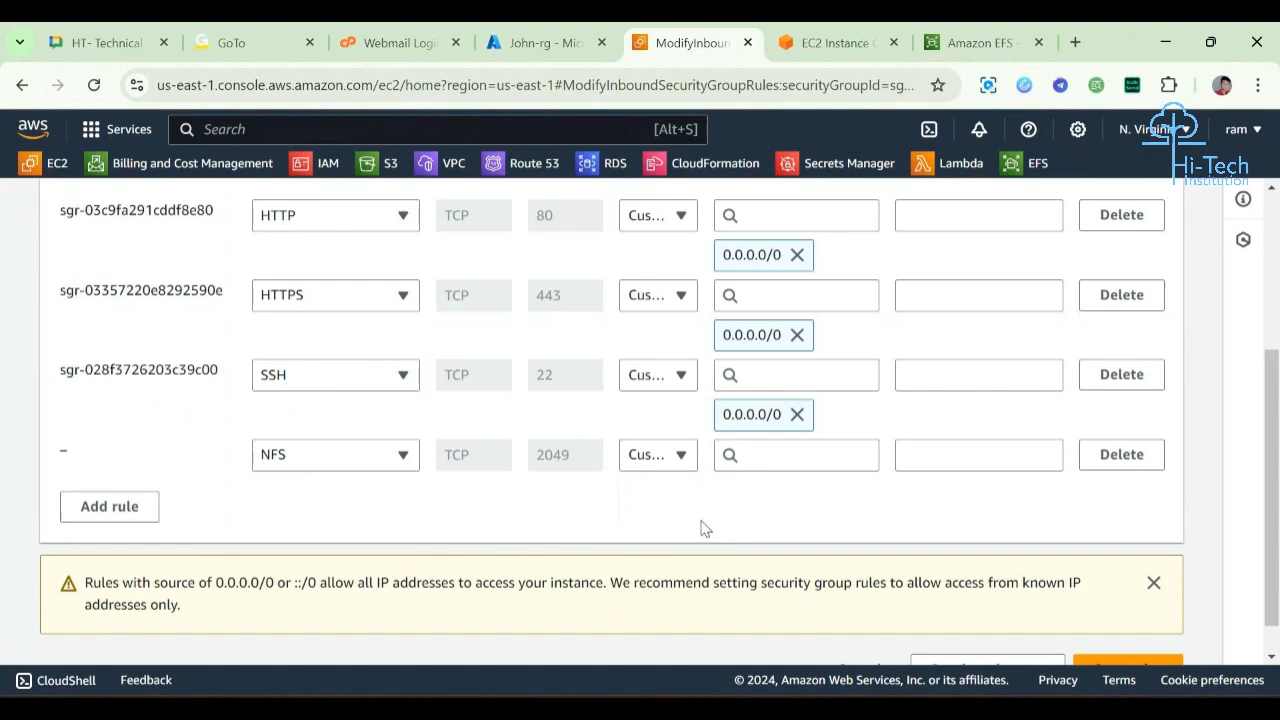 HT- Technical
GoTo
Webmail Logi
John-rg - Mic
ModifyInboun
EC2 Instance C
Amazon EFS -
us-east-1.console.aws.amazon.com/ec2/home?region=us-east-1#ModifyInboundSecurityGroupRules:securityGroupId=sg...
aws
Services
Search
[Alt+S]
N. Virginia
ram
Hi-Tech
Institution
EC2
Billing and Cost Management
IAM
S3
VPC
Route 53
RDS
CloudFormation
Secrets Manager
Lambda
EFS
sgr-03c9fa291cddf8e80
HTTP
TCP
80
Cus...
Delete
0.0.0.0/0
sgr-03357220e8292590e
HTTPS
TCP
443
Cus...
Delete
0.0.0.0/0
sgr-028f3726203c39c00
SSH
TCP
22
Cus...
Delete
0.0.0.0/0
–
NFS
TCP
2049
Cus...
Delete
Add rule
Rules with source of 0.0.0.0/0 or ::/0 allow all IP addresses to access your instance. We recommend setting security group rules to allow access from known IP
addresses only.
CloudShell
Feedback
© 2024, Amazon Web Services, Inc. or its affiliates.
Privacy
Terms
Cookie preferences